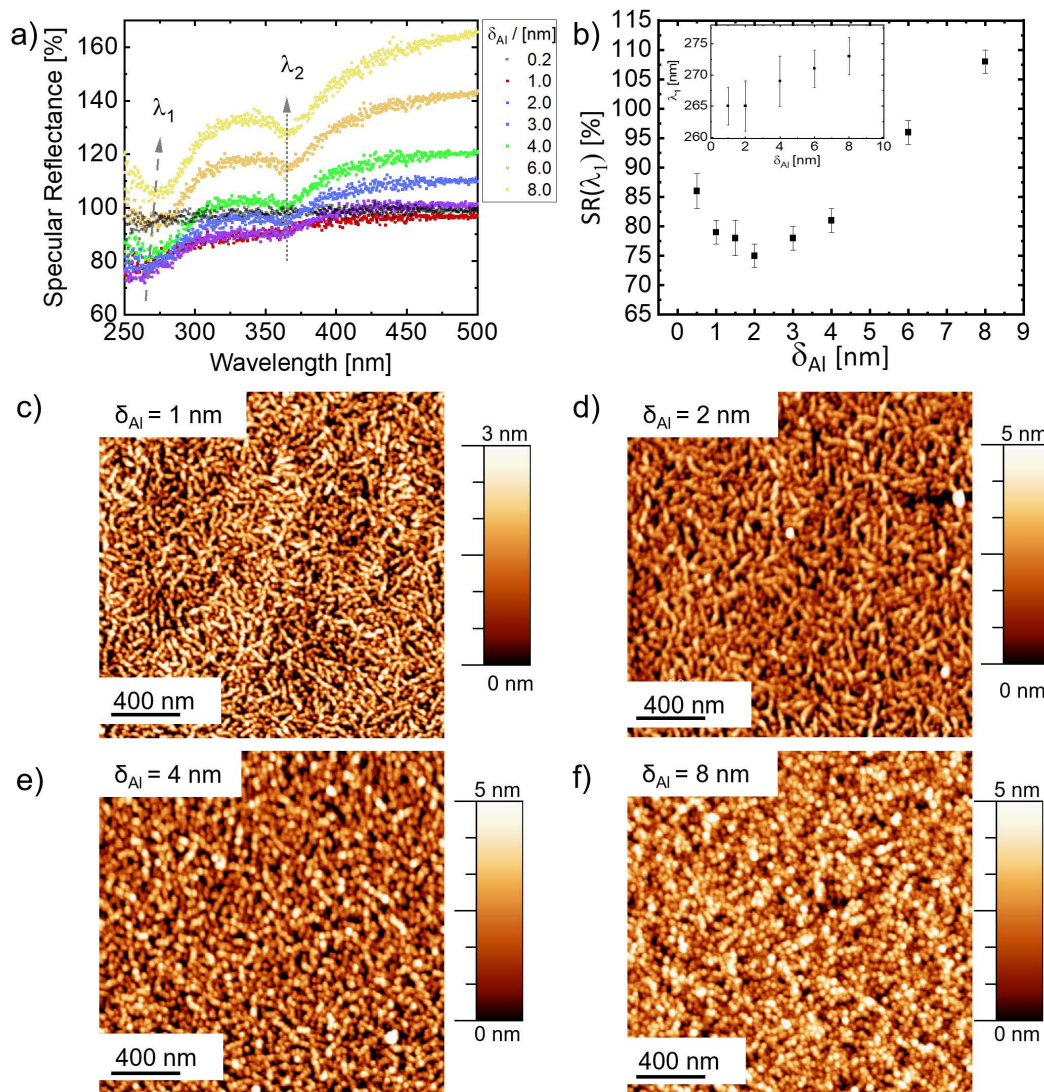 a)
Specular Reflectance [%]
160
140
120
100
80
60
250 300 350 400 450 500
Wavelength [nm]
λ1
λ2
δAl / [nm]
0.2
1.0
2.0
3.0
4.0
6.0
8.0
b)
SR(λ1) [%]
115
110
105
100
95
90
85
80
75
70
65
0 1 2 3 4 5 6 7 8 9
δAl [nm]
λ1 [nm]
275
270
265
260
0 2 4 6 8 10
δAl [nm]
c)
δAl = 1 nm
400 nm
3 nm
0 nm
d)
δAl = 2 nm
400 nm
5 nm
0 nm
e)
δAl = 4 nm
400 nm
5 nm
0 nm
f)
δAl = 8 nm
400 nm
5 nm
0 nm